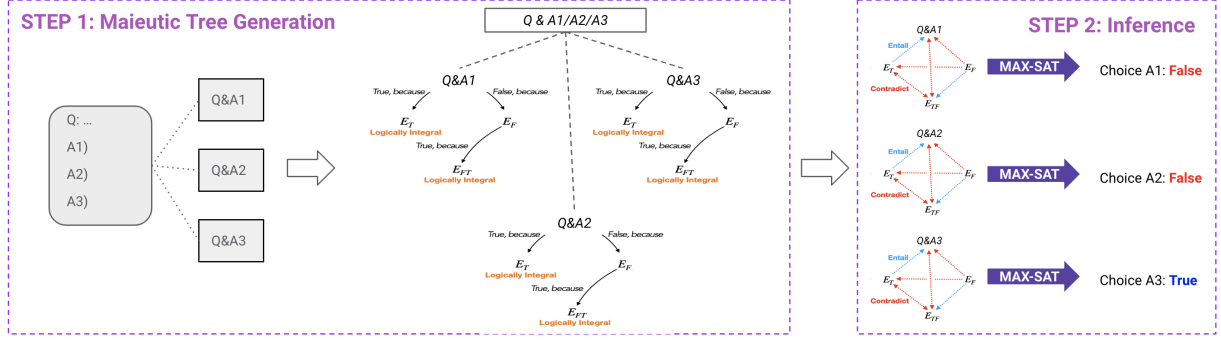 STEP 1: Maieutic Tree Generation
Q: ...
A1)
A2)
A3)
Q&A1
Q&A2
Q&A3
Q & A1/A2/A3
Q&A1
True, because
False, because
E_T
Logically Integral
E_F
True, because
E_FT
Logically Integral
Q&A3
True, because
False, because
E_T
Logically Integral
E_F
True, because
E_FT
Logically Integral
Q&A2
True, because
False, because
E_T
Logically Integral
E_F
True, because
E_FT
Logically Integral
STEP 2: Inference
Q&A1
Entail
E_T
E_F
Contradict
E_TF
MAX-SAT
Choice A1: False
Q&A2
Entail
E_T
E_F
Contradict
E_TF
MAX-SAT
Choice A2: False
Q&A3
Entail
E_T
E_F
Contradict
E_TF
MAX-SAT
Choice A3: True